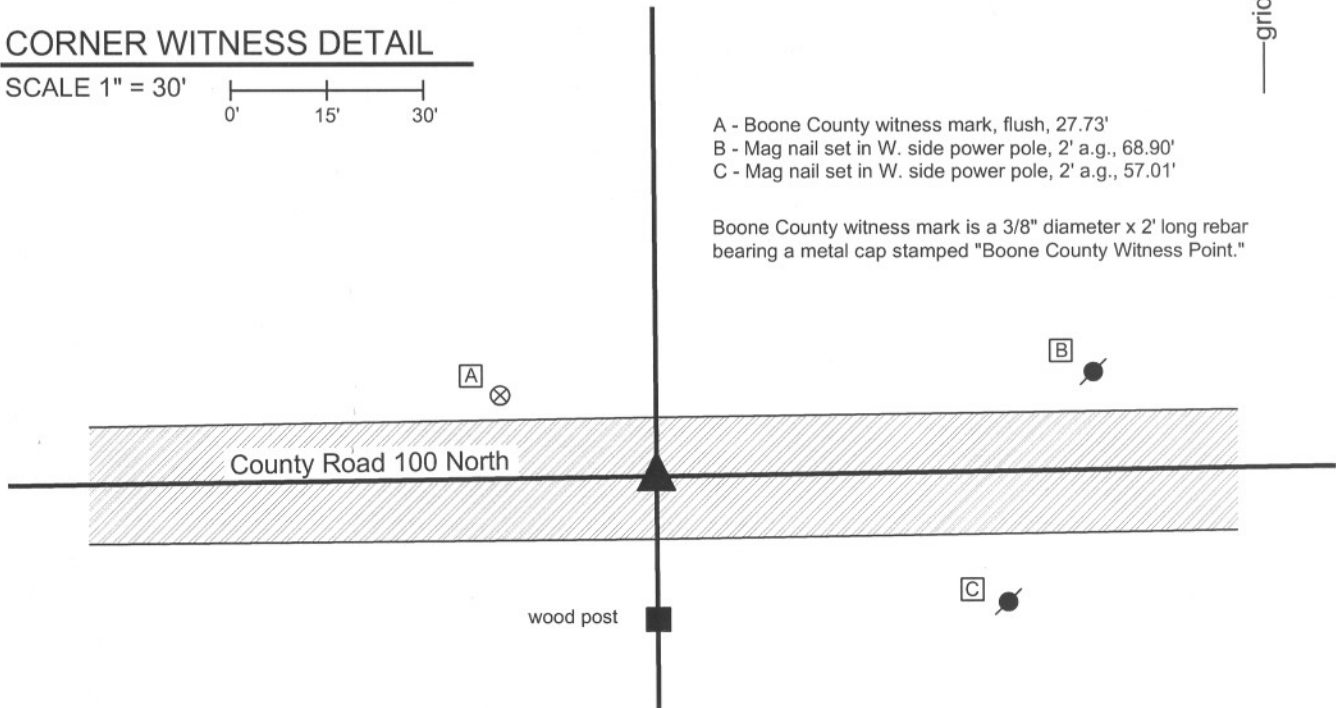 CORNER WITNESS DETAIL
SCALE 1" = 30'
0' 15' 30'
grid
A - Boone County witness mark, flush, 27.73'
B - Mag nail set in W. side power pole, 2' a.g., 68.90'
C - Mag nail set in W. side power pole, 2' a.g., 57.01'
Boone County witness mark is a 3/8" diameter x 2' long rebar
bearing a metal cap stamped "Boone County Witness Point."
A
B
County Road 100 North
C
wood post